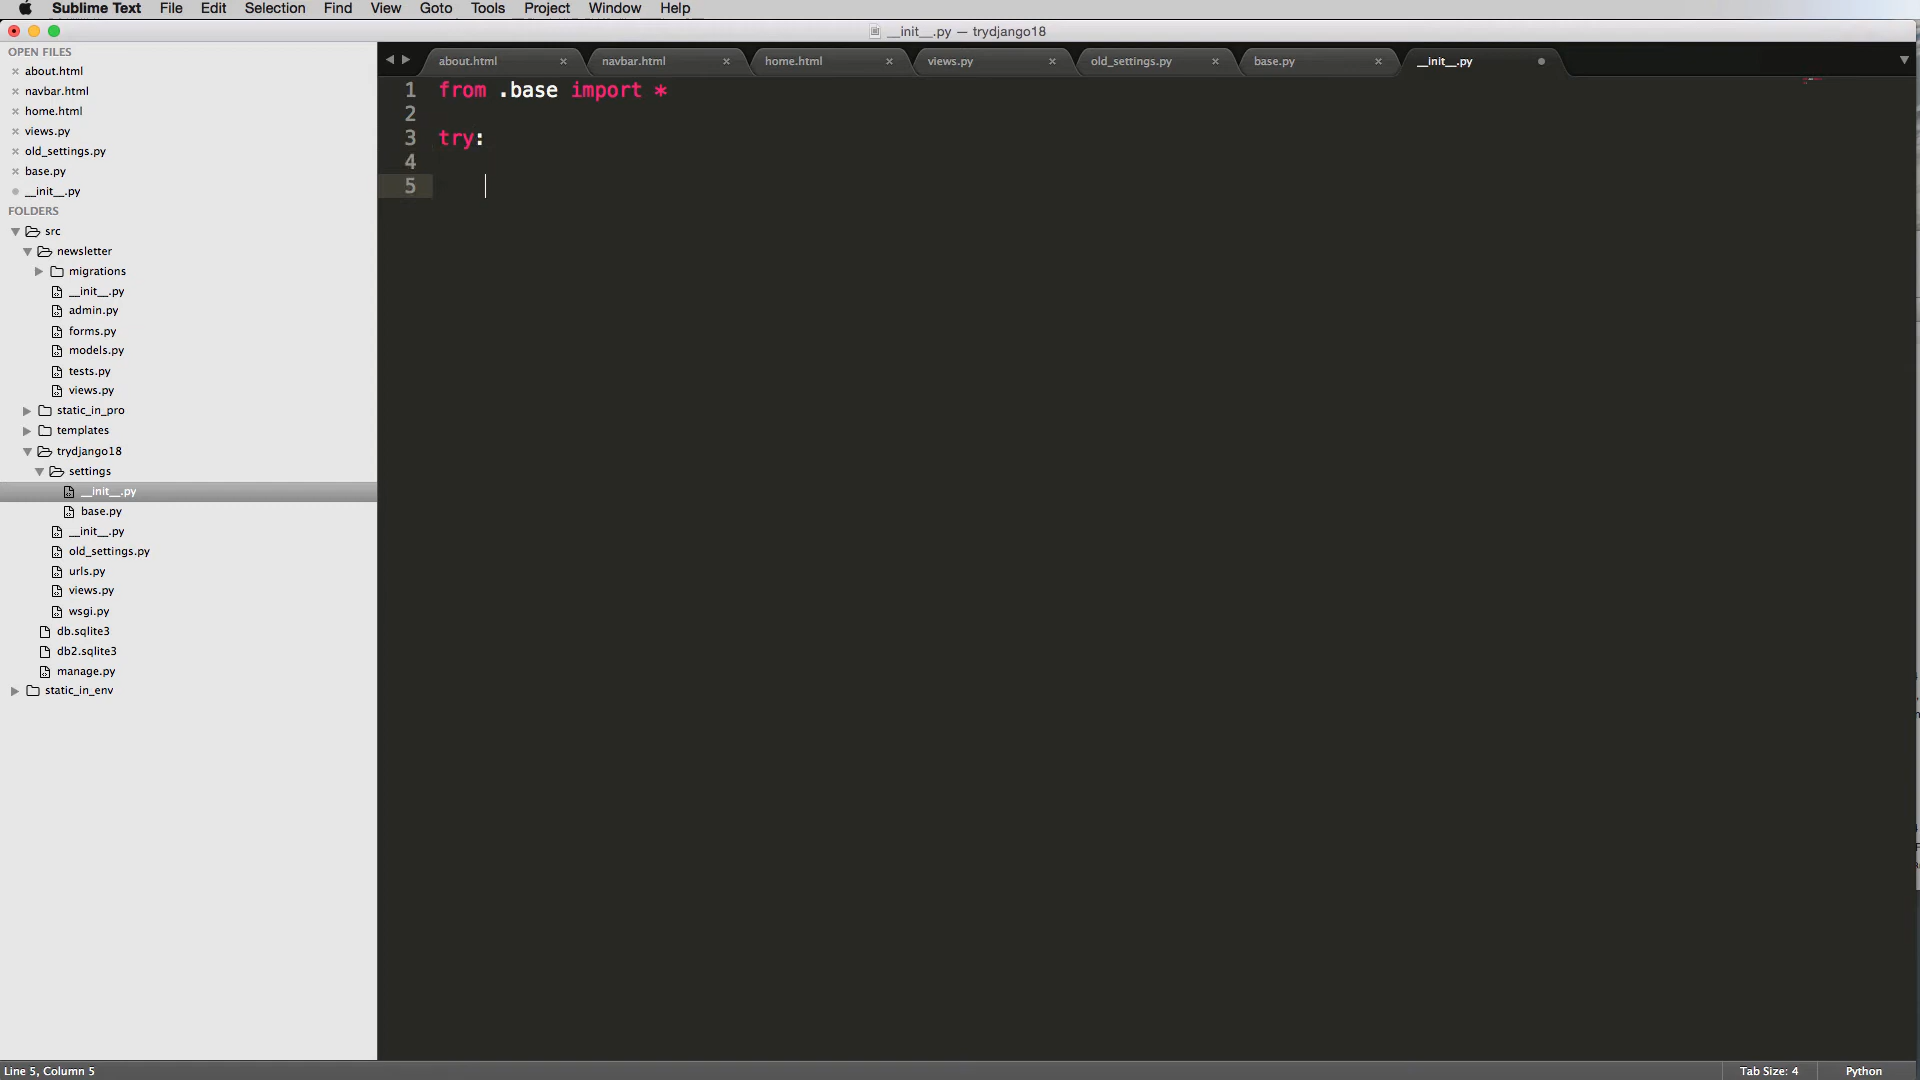 Sublime Text File Edit Selection Find View Goto Tools Project Window Help
__init__.py — trydjango18
OPEN FILES
about.html
navbar.html
home.html
views.py
old_settings.py
base.py
__init__.py
FOLDERS
src
newsletter
migrations
__init__.py
admin.py
forms.py
models.py
tests.py
views.py
static_in_pro
templates
trydjango18
settings
__init__.py
base.py
__init__.py
old_settings.py
urls.py
views.py
wsgi.py
db.sqlite3
db2.sqlite3
manage.py
static_in_env
about.html navbar.html home.html views.py old_settings.py base.py __init__.py
1 from .base import *
2
3 try:
4
5
Line 5, Column 5 Tab Size: 4 Python